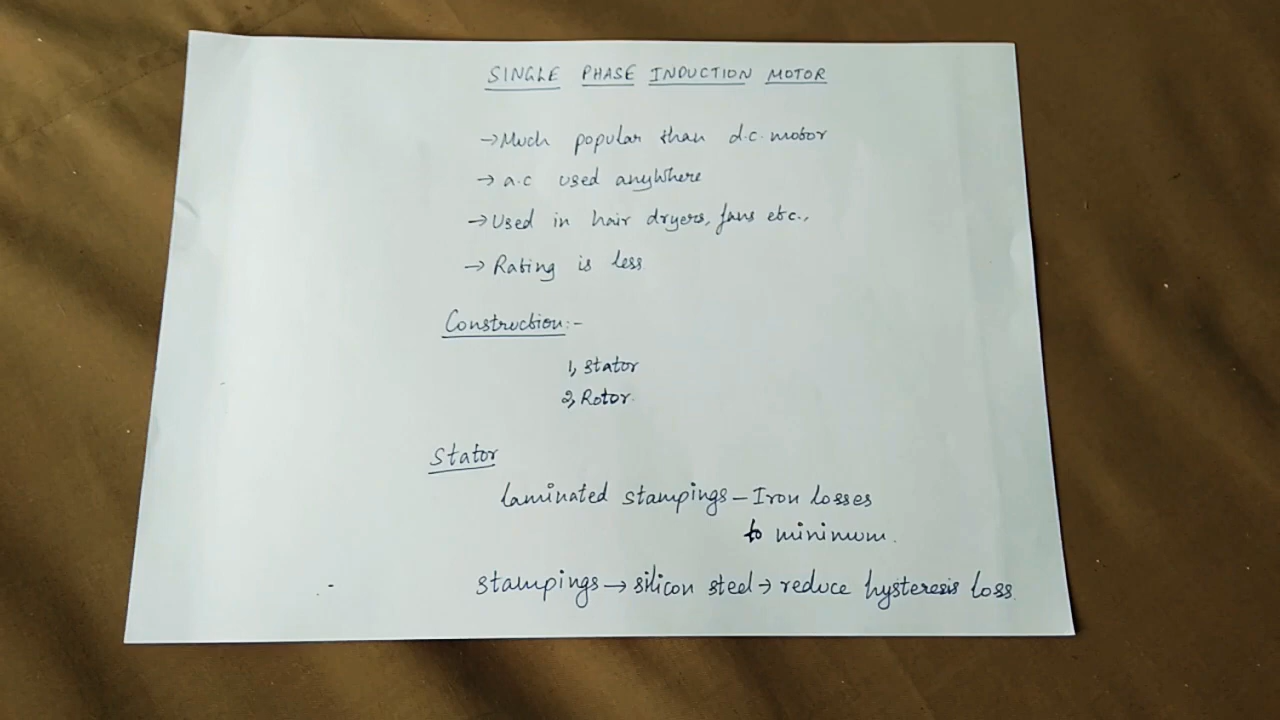 SINGLE PHASE INDUCTION MOTOR
→ Much popular than d.c. motor
→ a.c used anywhere
→ Used in hair dryers, fans etc.,
→ Rating is less
Construction:-
1, Stator
2, Rotor.
Stator
Laminated stampings – Iron losses
to minimum.
Stampings → silicon steel → reduce hysteresis loss.